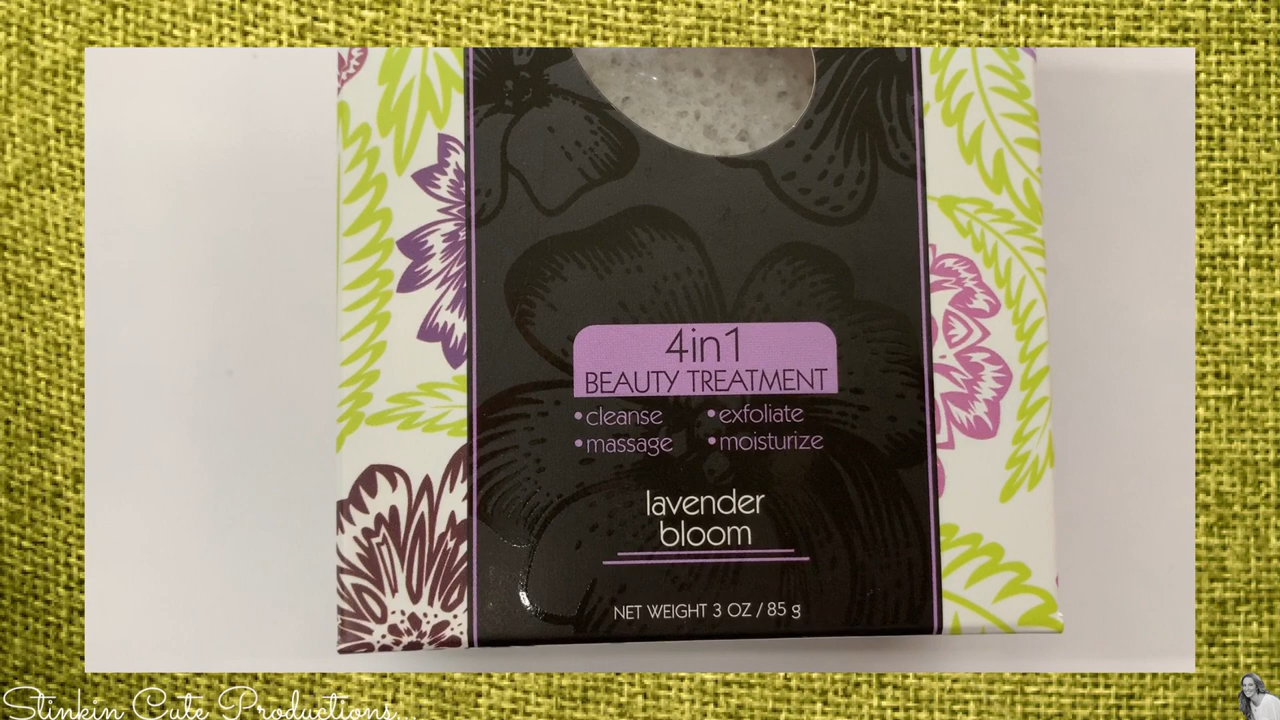 4in1
BEAUTY TREATMENT
•cleanse •exfoliate
•massage •moisturize
lavender
bloom
NET WEIGHT 3 OZ / 85 g
Stinkin Cute Productions...